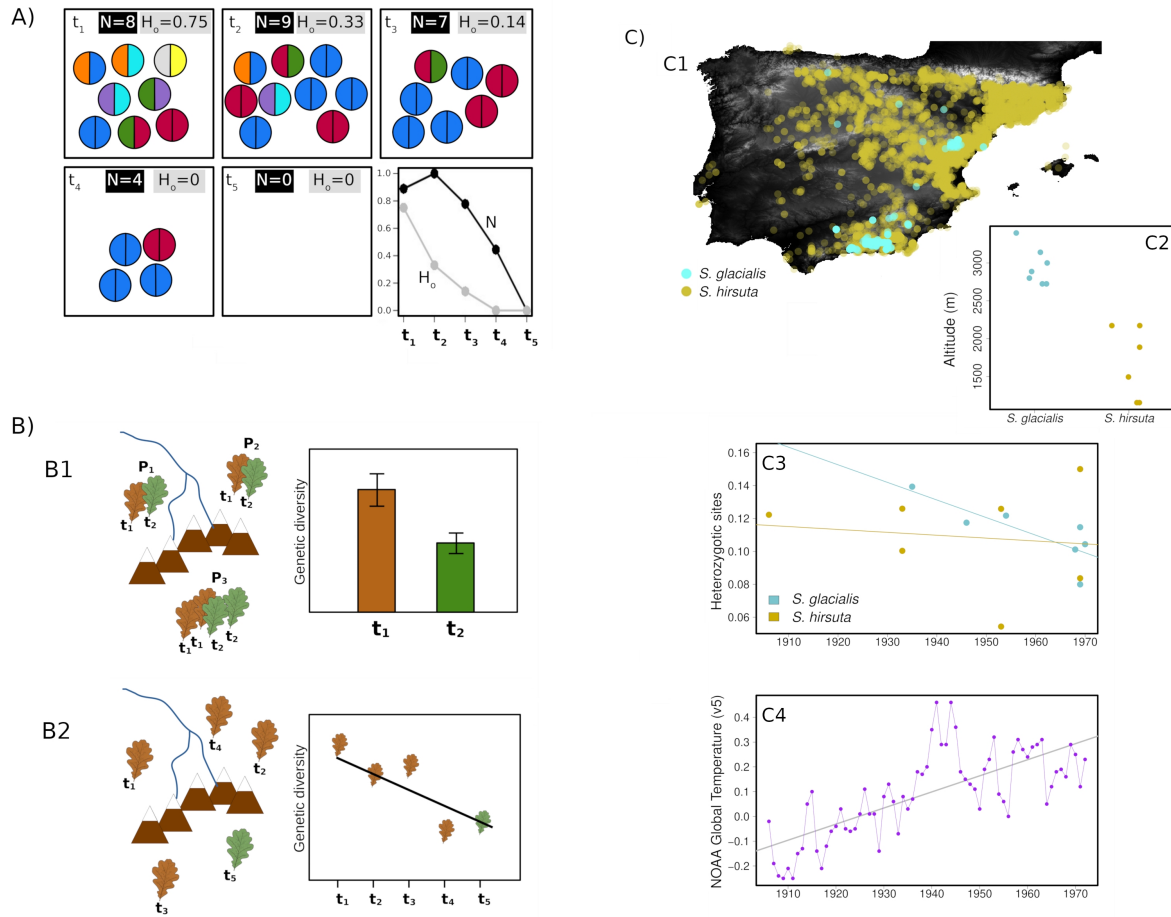 A)
t1 N=8 Ho=0.75
t2 N=9 Ho=0.33
t3 N=7 Ho=0.14
t4 N=4 Ho=0
t5 N=0 Ho=0
1.0
0.8
0.6
0.4
0.2
0.0
N
Ho
t1 t2 t3 t4 t5
B)
B1
P1
t1 t2
P2
t1 t2
P3
t1 t1 t2 t2
Genetic diversity
t1 t2
B2
t1
t4
t2
t5
t3
Genetic diversity
t1 t2 t3 t4 t5
C)
C1
S. glacialis
S. hirsuta
C2
Altitude (m)
3000
2500
2000
1500
S. glacialis S. hirsuta
C3
Heterozygotic sites
0.16
0.14
0.12
0.10
0.08
0.06
S. glacialis
S. hirsuta
1910 1920 1930 1940 1950 1960 1970
C4
NOAA Global Temperature (v5)
0.4
0.3
0.2
0.1
0.0
−0.1
−0.2
1910 1920 1930 1940 1950 1960 1970